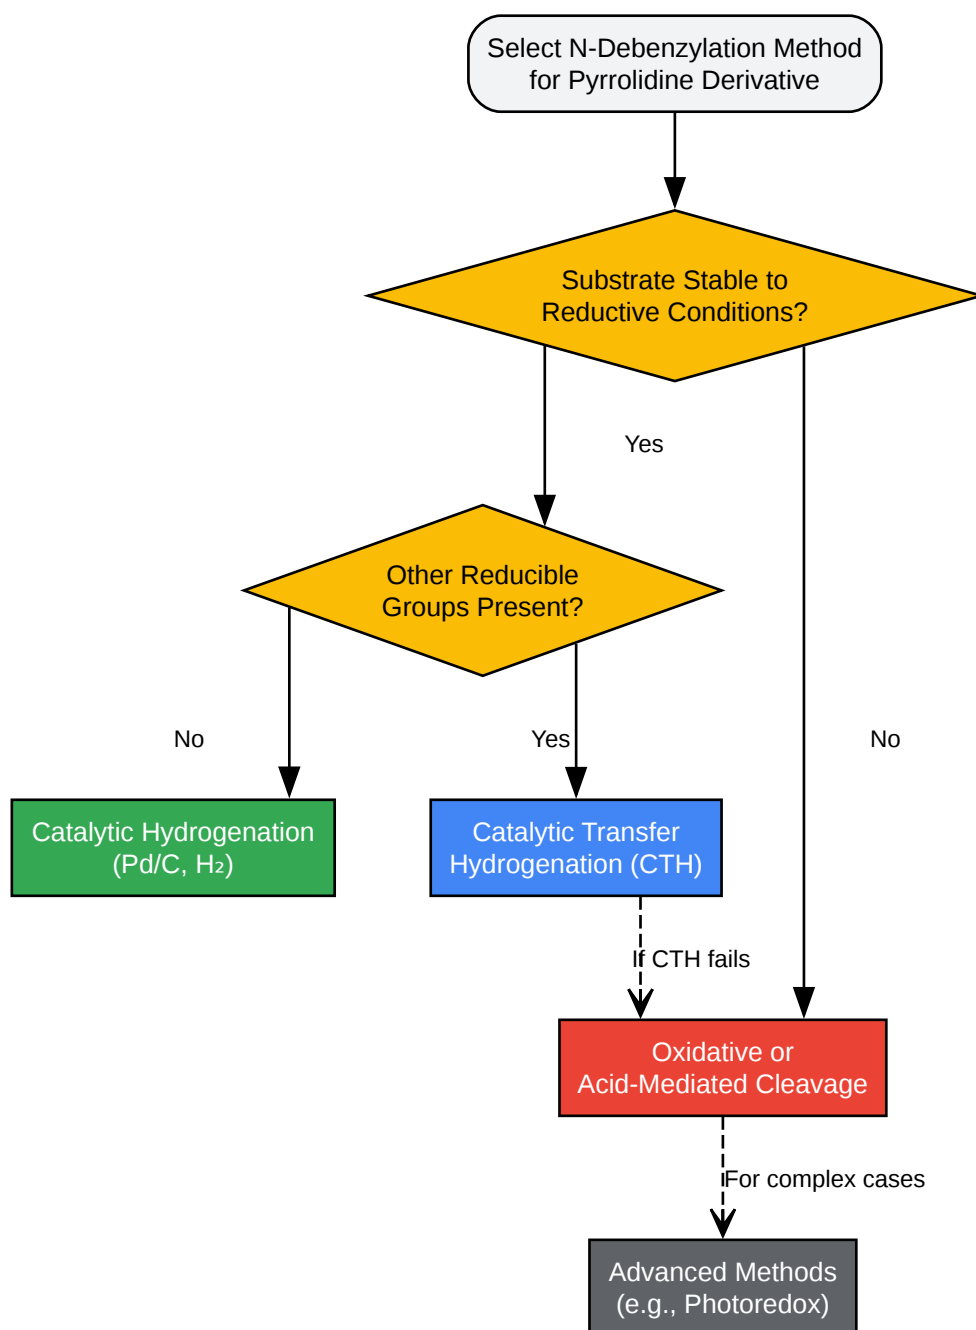 Select N-Debenzylation Method
for Pyrrolidine Derivative
Substrate Stable to
Reductive Conditions?
Yes
Other Reducible
Groups Present?
No
Yes
No
Catalytic Hydrogenation
(Pd/C, H₂)
Catalytic Transfer
Hydrogenation (CTH)
If CTH fails
Oxidative or
Acid-Mediated Cleavage
For complex cases
Advanced Methods
(e.g., Photoredox)